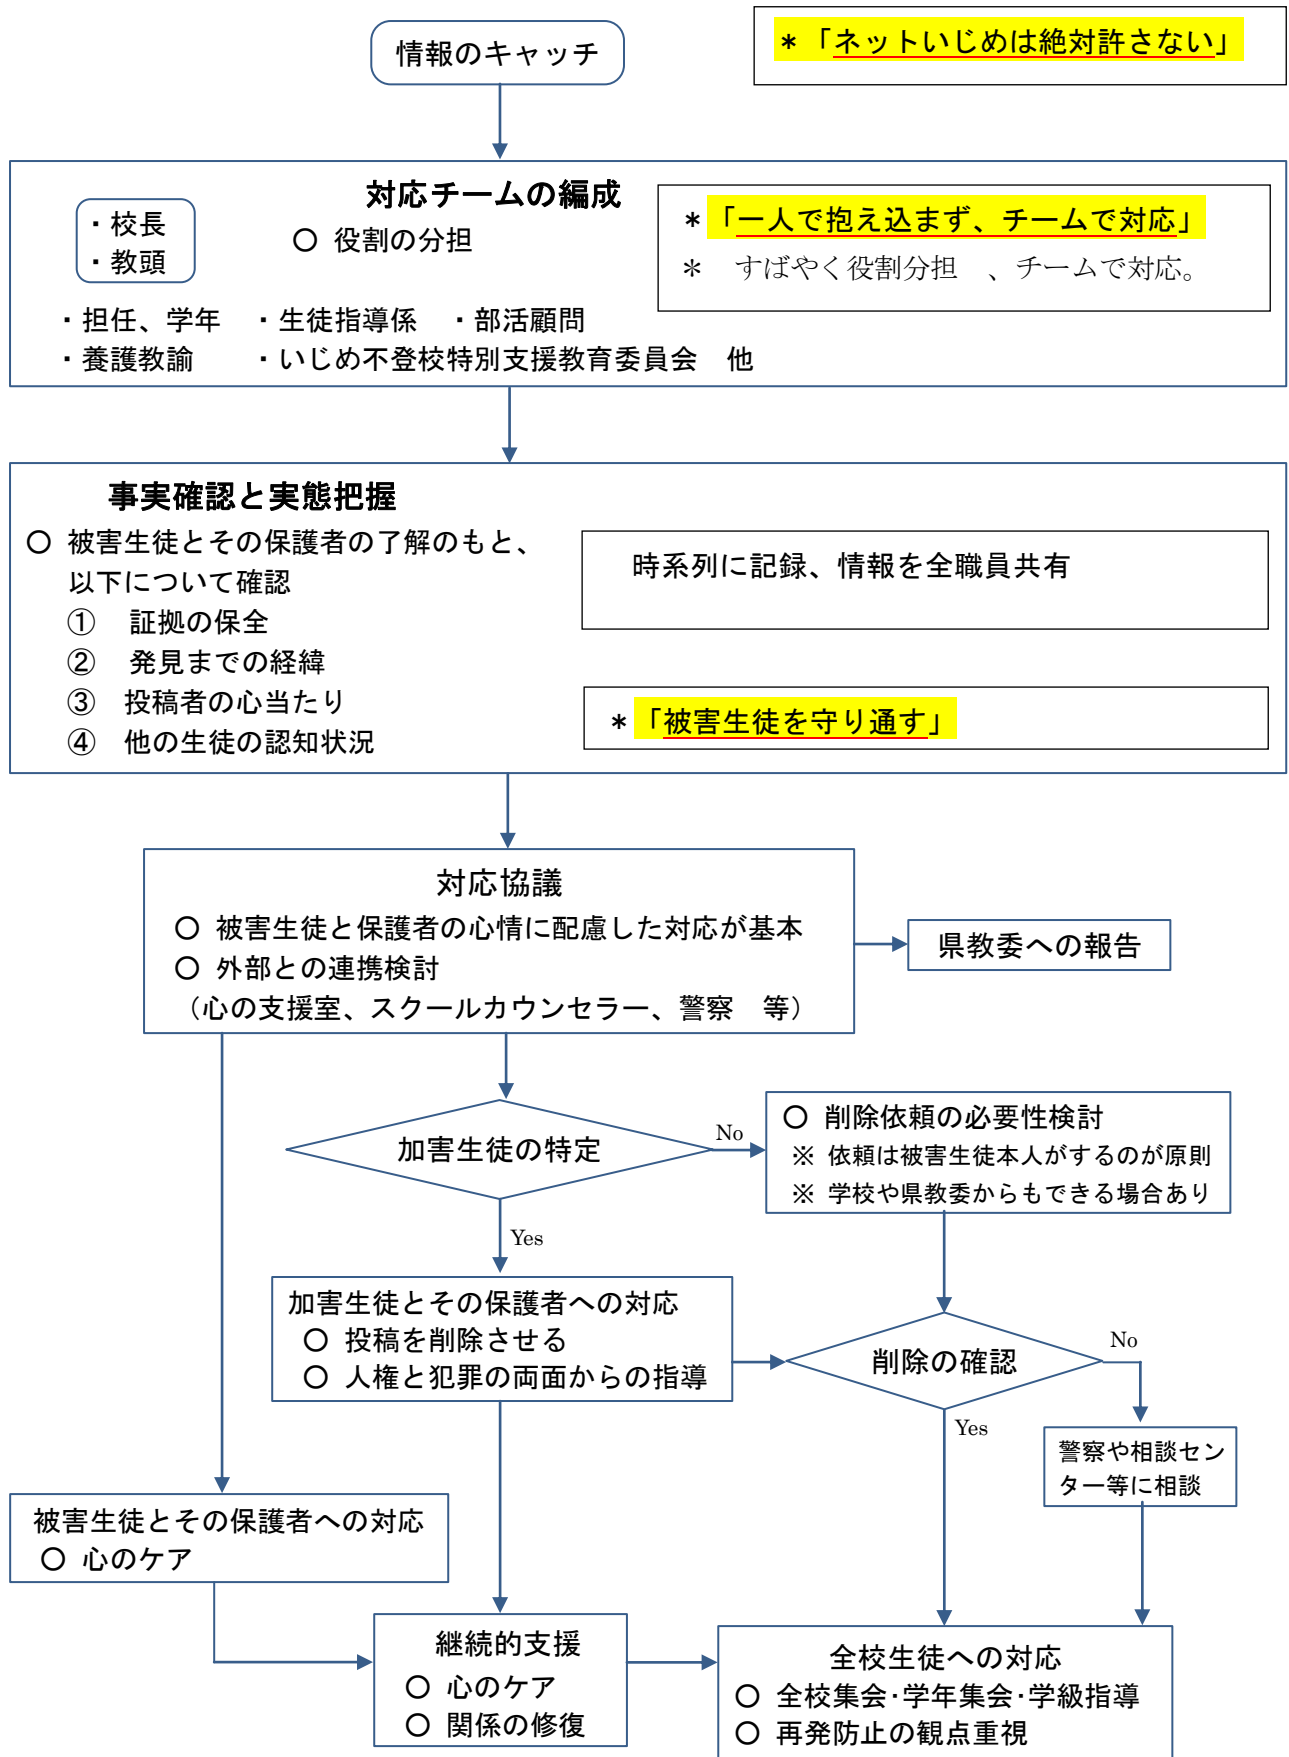 情報のキャッチ
＊「ネットいじめは絶対許さない」
対応チームの編成
・校長
・教頭
〇 役割の分担
＊「一人で抱え込まず、チームで対応」
＊　すばやく役割分担　、チームで対応。
・担任、学年　・生徒指導係　・部活顧問
・養護教諭　　・いじめ不登校特別支援教育委員会　他
事実確認と実態把握
〇 被害生徒とその保護者の了解のもと、
以下について確認
①　証拠の保全
②　発見までの経緯
③　投稿者の心当たり
④　他の生徒の認知状況
時系列に記録、情報を全職員共有
＊「被害生徒を守り通す」
対応協議
〇 被害生徒と保護者の心情に配慮した対応が基本
〇 外部との連携検討
（心の支援室、スクールカウンセラー、警察　等）
県教委への報告
加害生徒の特定
No
Yes
〇 削除依頼の必要性検討
※ 依頼は被害生徒本人がするのが原則
※ 学校や県教委からもできる場合あり
加害生徒とその保護者への対応
〇 投稿を削除させる
〇 人権と犯罪の両面からの指導
削除の確認
No
Yes
警察や相談セン
ター等に相談
被害生徒とその保護者への対応
〇 心のケア
継続的支援
〇 心のケア
〇 関係の修復
全校生徒への対応
〇 全校集会･学年集会･学級指導
〇 再発防止の観点重視